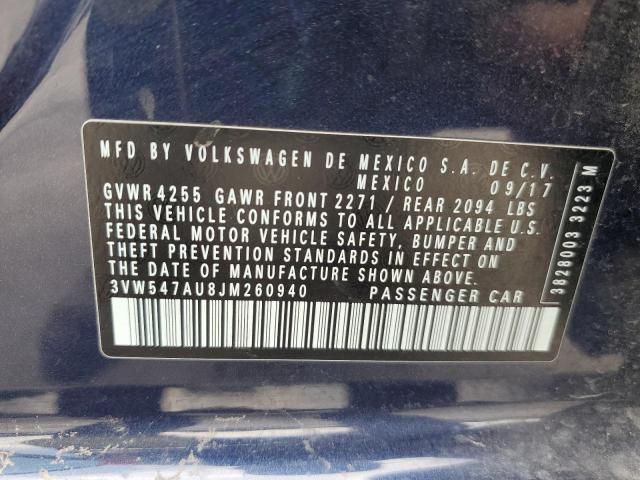 MFD BY VOLKSWAGEN DE MEXICO S.A. DE C.V.
MEXICO 09/17
GVWR 4255 GAWR FRONT 2271 / REAR 2094 LBS
THIS VEHICLE CONFORMS TO ALL APPLICABLE U.S.
FEDERAL MOTOR VEHICLE SAFETY, BUMPER AND
THEFT PREVENTION STANDARDS IN EFFECT ON
THE DATE OF MANUFACTURE SHOWN ABOVE.
3VW547AU8JM260940 PASSENGER CAR
3828003 3223 M